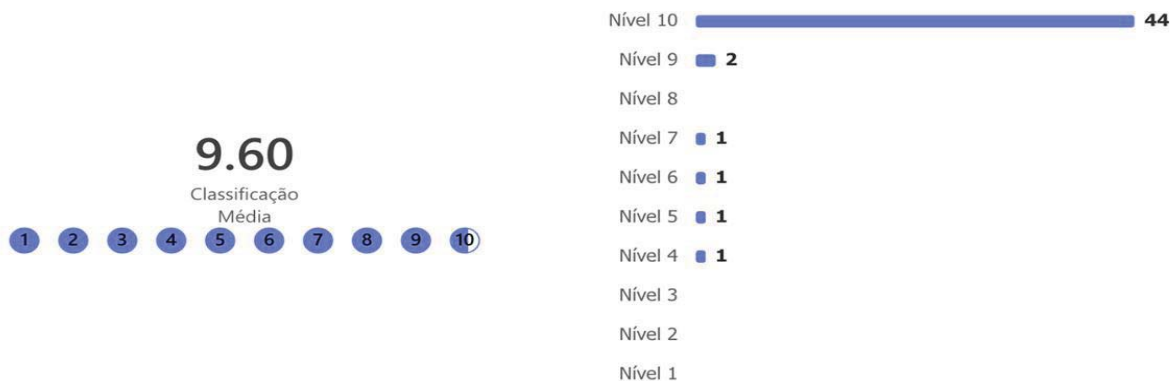 9.60
Classificação
Média
1 2 3 4 5 6 7 8 9 10
Nível 10 44
Nível 9 2
Nível 8
Nível 7 1
Nível 6 1
Nível 5 1
Nível 4 1
Nível 3
Nível 2
Nível 1